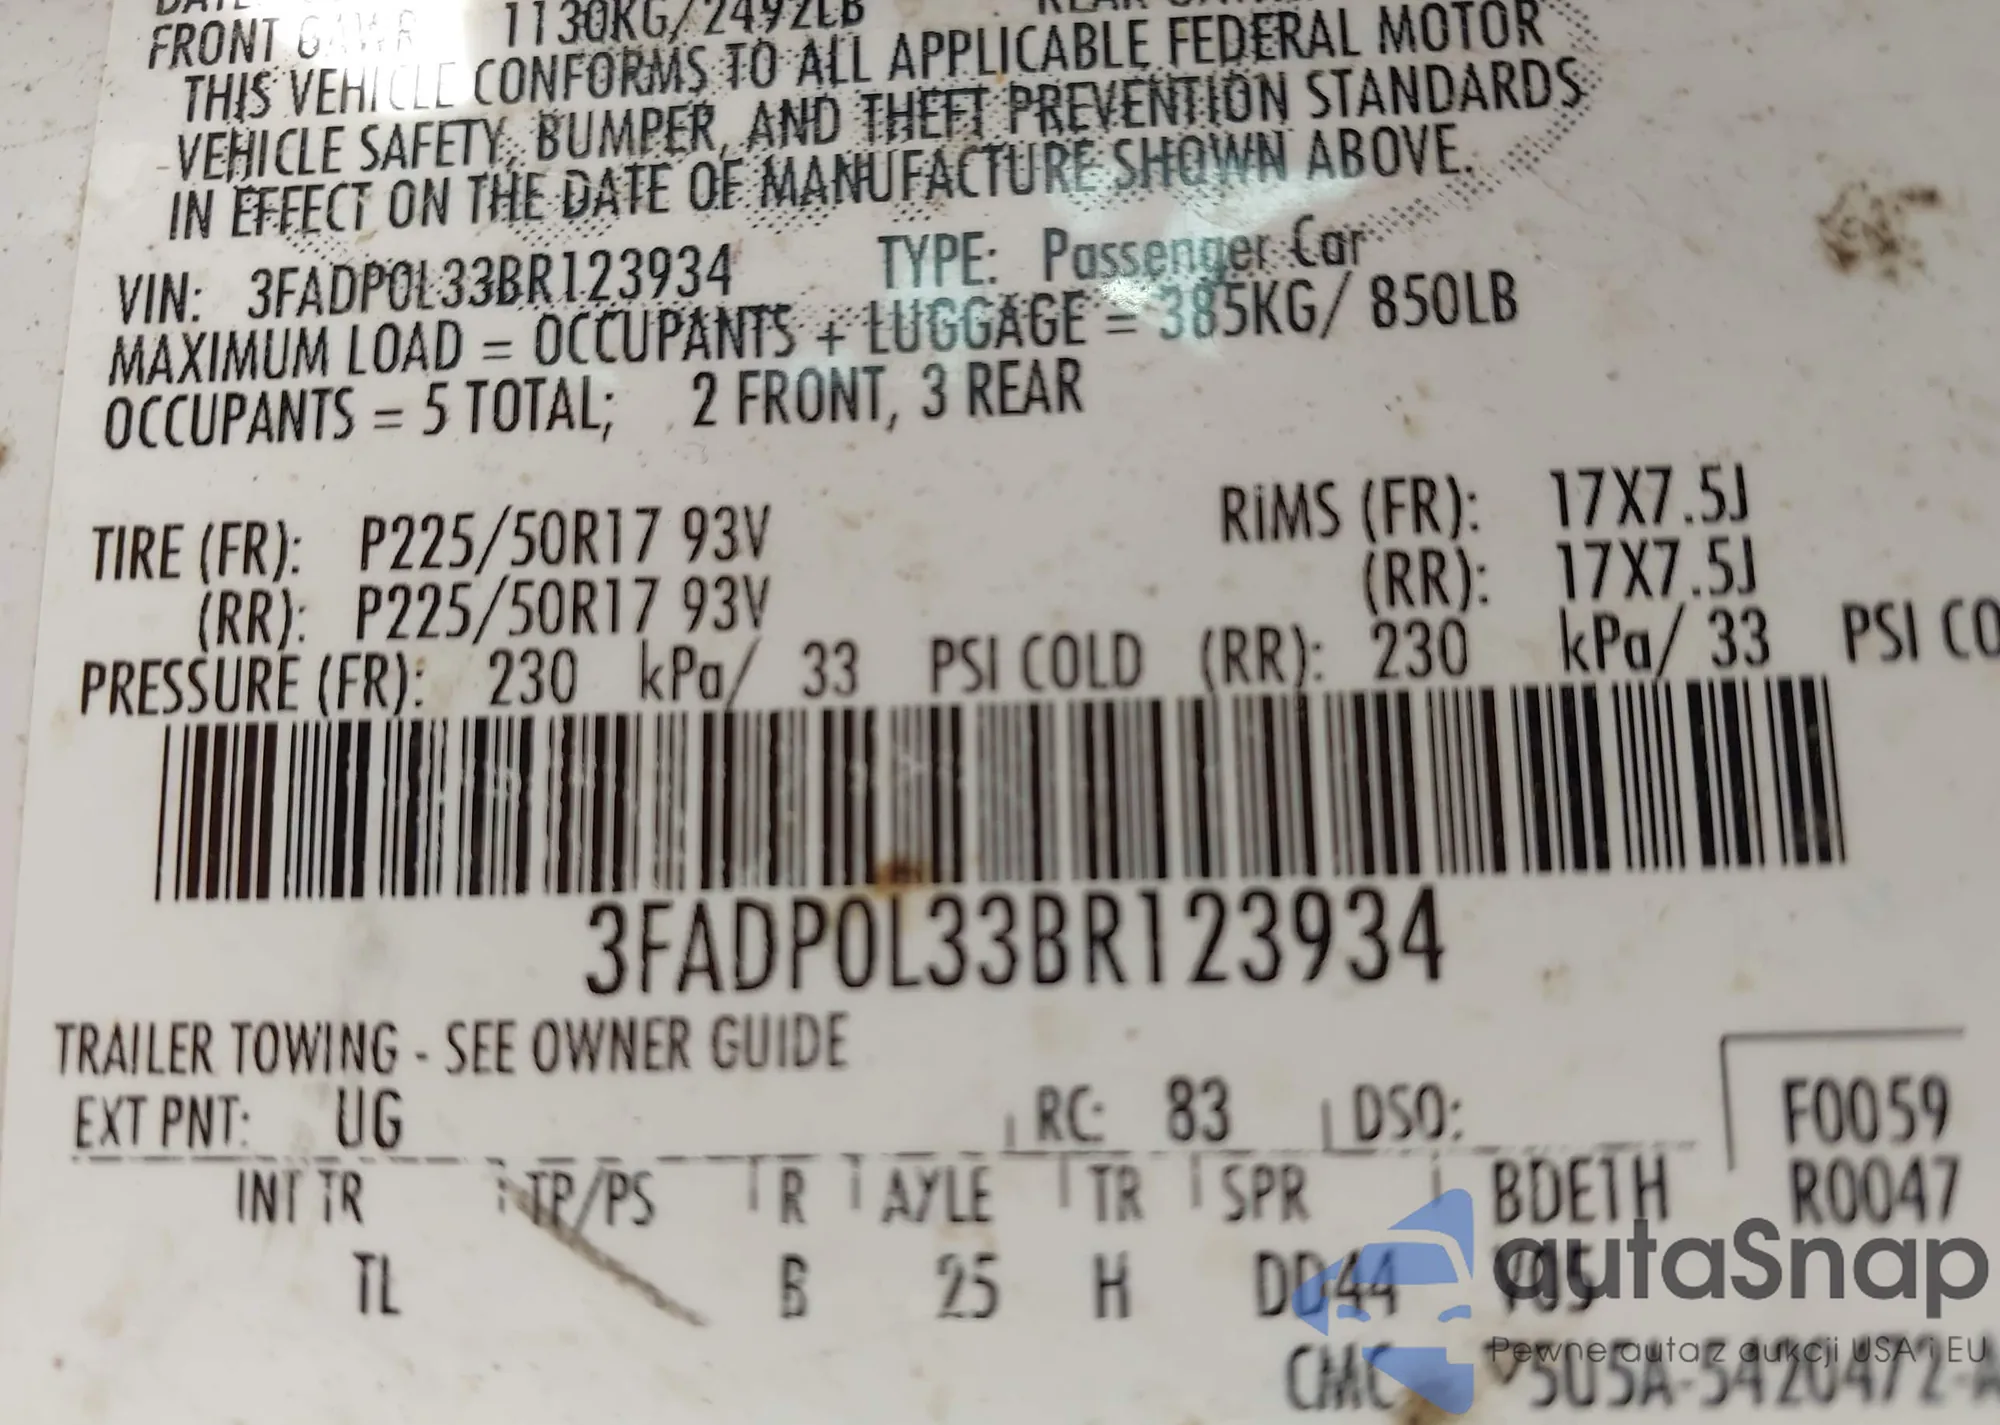 FRONT GAWR 1130KG/2492LB
THIS VEHICLE CONFORMS TO ALL APPLICABLE FEDERAL MOTOR
VEHICLE SAFETY, BUMPER, AND THEFT PREVENTION STANDARDS
IN EFFECT ON THE DATE OF MANUFACTURE SHOWN ABOVE.
VIN: 3FADP0L33BR123934 TYPE: Passenger Car
MAXIMUM LOAD = OCCUPANTS + LUGGAGE = 385KG/ 850LB
OCCUPANTS = 5 TOTAL; 2 FRONT, 3 REAR
TIRE (FR): P225/50R17 93V RiMS (FR): 17X7.5J
(RR): P225/50R17 93V (RR): 17X7.5J
PRESSURE (FR): 230 kPa/ 33 PSI COLD (RR): 230 kPa/ 33 PSI CO
3FADP0L33BR123934
TRAILER TOWING - SEE OWNER GUIDE
EXT PNT: UG RC: 83 DSO: F0059
INT TR TP/PS R AXLE TR SPR BDETH R0047
TL B 25 H DD44
autaSnap
Pewne auta z aukcji USA i EU
CMC